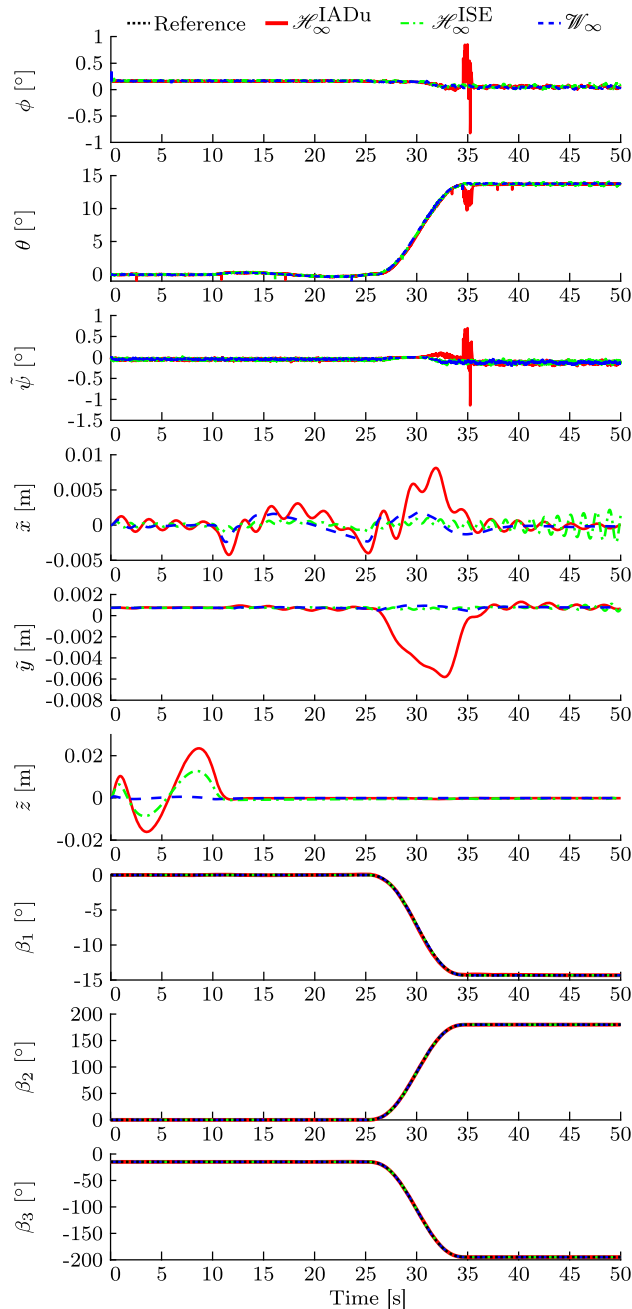 Reference ℋ∞^IADu ℋ∞^ISE 𝒲∞
ϕ [°]
1
0.5
0
-0.5
-1
0 5 10 15 20 25 30 35 40 45 50
θ [°]
15
10
5
0
0 5 10 15 20 25 30 35 40 45 50
ψ̃ [°]
1
0.5
0
-0.5
-1
-1.5
0 5 10 15 20 25 30 35 40 45 50
x̃ [m]
0.01
0.005
0
-0.005
0 5 10 15 20 25 30 35 40 45 50
ỹ [m]
0.002
0.000
-0.002
-0.004
-0.006
-0.008
0 5 10 15 20 25 30 35 40 45 50
z̃ [m]
0.02
0
-0.02
0 5 10 15 20 25 30 35 40 45 50
β₁ [°]
0
-5
-10
-15
0 5 10 15 20 25 30 35 40 45 50
β₂ [°]
200
150
100
50
0
0 5 10 15 20 25 30 35 40 45 50
β₃ [°]
0
-50
-100
-150
-200
0 5 10 15 20 25 30 35 40 45 50
Time [s]